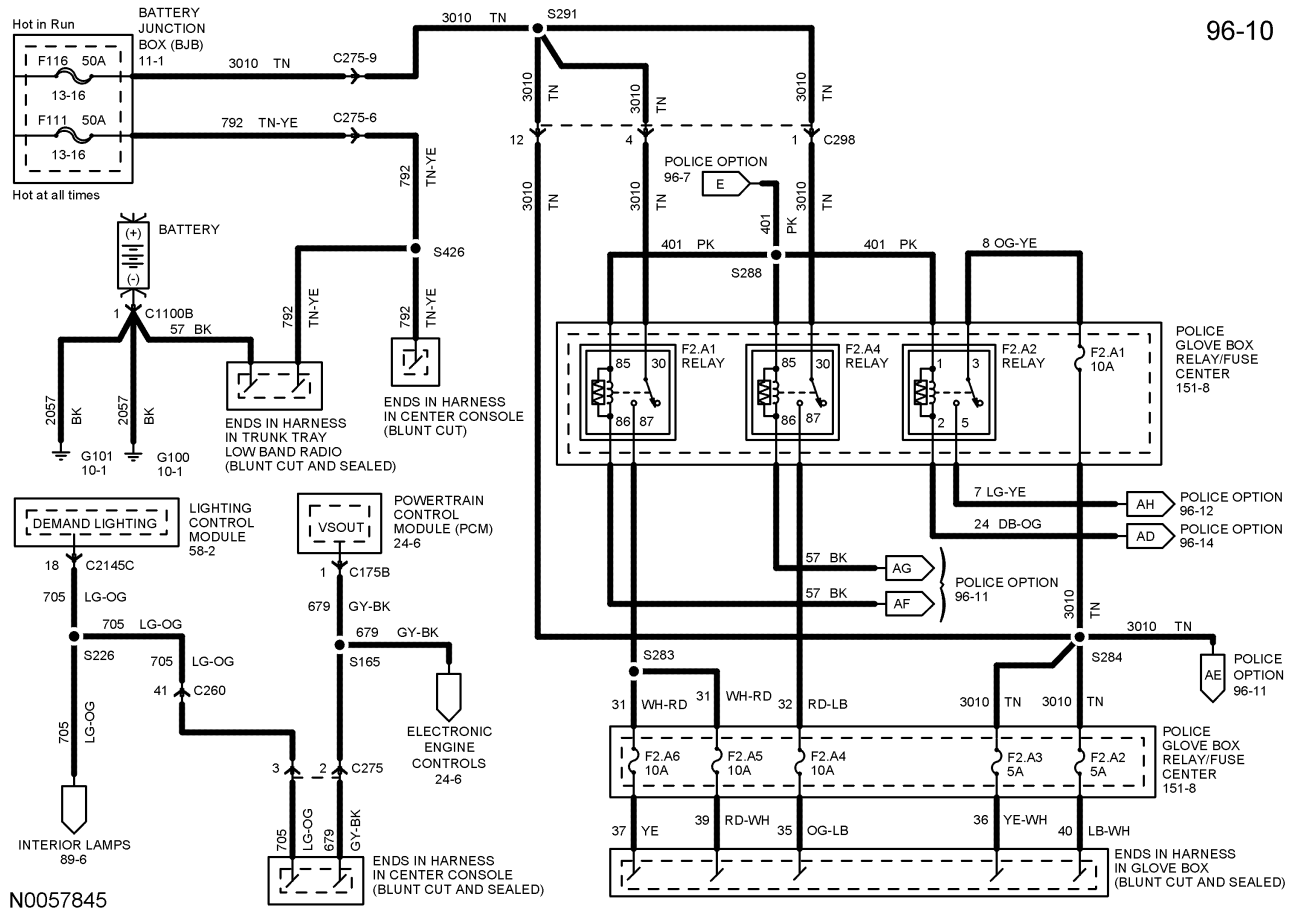 96-10
Hot in Run
BATTERY
JUNCTION
BOX (BJB)
11-1
F116 50A
13-16
F111 50A
13-16
Hot at all times
3010 TN
C275-9
792 TN-YE
C275-6
3010 TN
S291
3010 TN
3010 TN
3010 TN
12
4
1
C298
792 TN-YE
POLICE OPTION
96-7
E
3010 TN
3010 TN
3010 TN
401 PK
(+)
(-)
BATTERY
S426
401 PK
S288
401 PK
8 OG-YE
1
C1100B
57 BK
792 TN-YE
792 TN-YE
2057 BK
2057 BK
G101
10-1
G100
10-1
ENDS IN HARNESS
IN TRUNK TRAY
LOW BAND RADIO
(BLUNT CUT AND SEALED)
ENDS IN HARNESS
IN CENTER CONSOLE
(BLUNT CUT)
85
30
86
87
F2.A1
RELAY
85
30
86
87
F2.A4
RELAY
1
3
2
5
F2.A2
RELAY
F2.A1
10A
POLICE
GLOVE BOX
RELAY/FUSE
CENTER
151-8
7 LG-YE
AH
POLICE OPTION
96-12
24 DB-OG
AD
POLICE OPTION
96-14
57 BK
AG
57 BK
AF
POLICE OPTION
96-11
3010 TN
3010 TN
S284
AE
POLICE
OPTION
96-11
DEMAND LIGHTING
LIGHTING
CONTROL
MODULE
58-2
18
C2145C
705 LG-OG
705 LG-OG
S226
705 LG-OG
41
C260
705 LG-OG
INTERIOR LAMPS
89-6
VSOUT
POWERTRAIN
CONTROL
MODULE (PCM)
24-6
1
C175B
679 GY-BK
679 GY-BK
S165
ELECTRONIC
ENGINE
CONTROLS
24-6
3
2
C275
705 LG-OG
679 GY-BK
ENDS IN HARNESS
IN CENTER CONSOLE
(BLUNT CUT AND SEALED)
S283
31 WH-RD
31 WH-RD
32 RD-LB
3010 TN
3010 TN
F2.A6
10A
F2.A5
10A
F2.A4
10A
F2.A3
5A
F2.A2
5A
POLICE
GLOVE BOX
RELAY/FUSE
CENTER
151-8
37 YE
39 RD-WH
35 OG-LB
36 YE-WH
40 LB-WH
ENDS IN HARNESS
IN GLOVE BOX
(BLUNT CUT AND SEALED)
N0057845